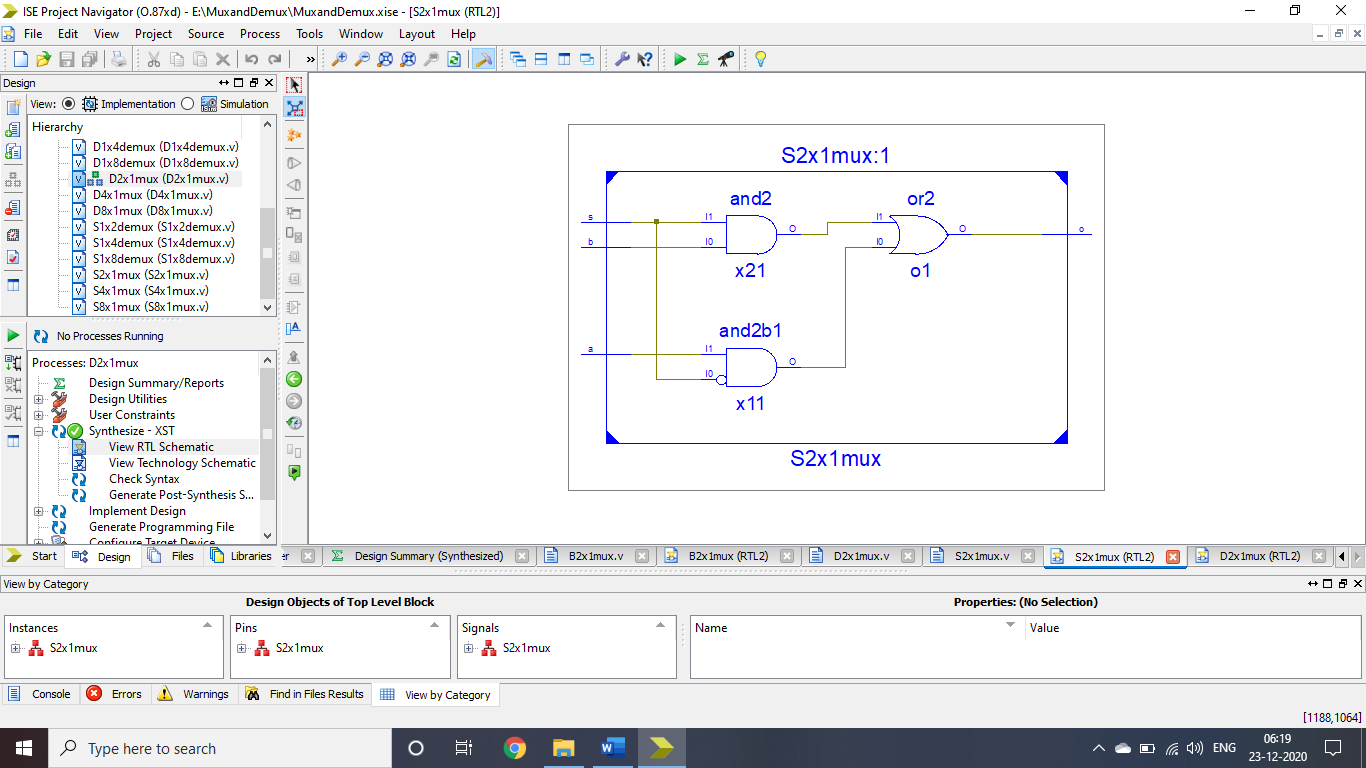 ISE Project Navigator (O.87xd) - E:\MuxandDemux\MuxandDemux.xise - [S2x1mux (RTL2)]
File Edit View Project Source Process Tools Window Layout Help
Design
View: Implementation Simulation
Hierarchy
D1x4demux (D1x4demux.v)
D1x8demux (D1x8demux.v)
D2x1mux (D2x1mux.v)
D4x1mux (D4x1mux.v)
D8x1mux (D8x1mux.v)
S1x2demux (S1x2demux.v)
S1x4demux (S1x4demux.v)
S1x8demux (S1x8demux.v)
S2x1mux (S2x1mux.v)
S4x1mux (S4x1mux.v)
S8x1mux (S8x1mux.v)
No Processes Running
Processes: D2x1mux
Design Summary/Reports
Design Utilities
User Constraints
Synthesize - XST
View RTL Schematic
View Technology Schematic
Check Syntax
Generate Post-Synthesis S...
Implement Design
Generate Programming File
Configure Target Device
Start Design Files Libraries
S2x1mux:1
and2 or2
s I1 O I1 O o
b I0 I0
x21 o1
and2b1
a I1 O
I0
x11
S2x1mux
er Design Summary (Synthesized) B2x1mux.v B2x1mux (RTL2) D2x1mux.v S2x1mux.v S2x1mux (RTL2) D2x1mux (RTL2)
View by Category
Design Objects of Top Level Block Properties: (No Selection)
Instances Pins Signals Name Value
S2x1mux S2x1mux S2x1mux
Console Errors Warnings Find in Files Results View by Category
[1188,1064]
Type here to search
ENG
06:19
23-12-2020